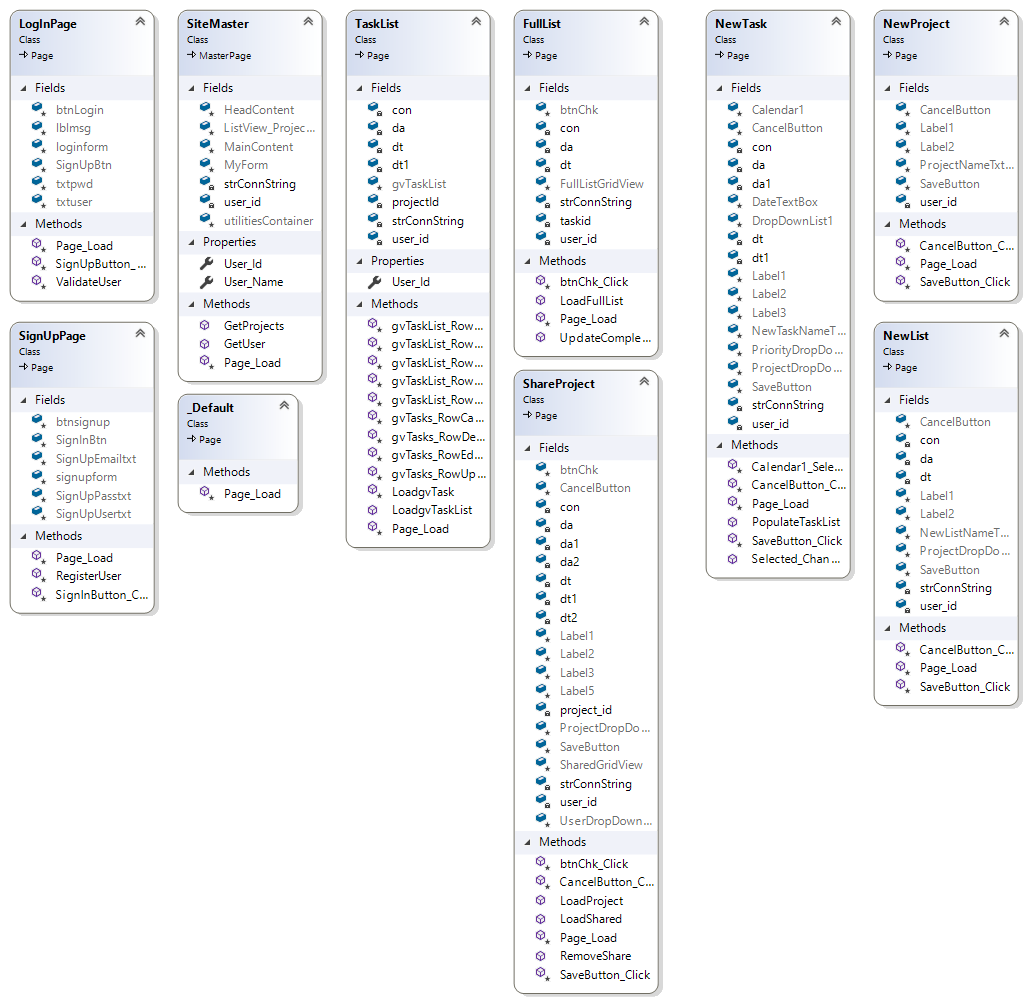 LogInPage
Class
Page
Fields
btnLogin
lblmsg
loginform
SignUpBtn
txtpwd
txtuser
Methods
Page_Load
SignUpButton_...
ValidateUser
SignUpPage
Class
Page
Fields
btnsignup
SignInBtn
SignUpEmailtxt
signupform
SignUpPasstxt
SignUpUsertxt
Methods
Page_Load
RegisterUser
SignInButton_C...
SiteMaster
Class
MasterPage
Fields
HeadContent
ListView_Projec...
MainContent
MyForm
strConnString
user_id
utilitiesContainer
Properties
User_Id
User_Name
Methods
GetProjects
GetUser
Page_Load
_Default
Class
Page
Methods
Page_Load
TaskList
Class
Page
Fields
con
da
dt
dt1
gvTaskList
projectId
strConnString
user_id
Properties
User_Id
Methods
gvTaskList_Row...
gvTaskList_Row...
gvTaskList_Row...
gvTaskList_Row...
gvTaskList_Row...
gvTasks_RowCa...
gvTasks_RowDe...
gvTasks_RowEd...
gvTasks_RowUp...
LoadgvTask
LoadgvTaskList
Page_Load
FullList
Class
Page
Fields
btnChk
con
da
dt
FullListGridView
strConnString
taskid
user_id
Methods
btnChk_Click
LoadFullList
Page_Load
UpdateComple...
ShareProject
Class
Page
Fields
btnChk
CancelButton
con
da
da1
da2
dt
dt1
dt2
Label1
Label2
Label3
Label5
project_id
ProjectDropDo...
SaveButton
SharedGridView
strConnString
user_id
UserDropDown...
Methods
btnChk_Click
CancelButton_C...
LoadProject
LoadShared
Page_Load
RemoveShare
SaveButton_Click
NewTask
Class
Page
Fields
Calendar1
CancelButton
con
da
da1
DateTextBox
DropDownList1
dt
dt1
Label1
Label2
Label3
NewTaskNameT...
PriorityDropDo...
ProjectDropDo...
SaveButton
strConnString
user_id
Methods
Calendar1_Sele...
CancelButton_C...
Page_Load
PopulateTaskList
SaveButton_Click
Selected_Chan...
NewProject
Class
Page
Fields
CancelButton
Label1
Label2
ProjectNameTxt...
SaveButton
user_id
Methods
CancelButton_C...
Page_Load
SaveButton_Click
NewList
Class
Page
Fields
CancelButton
con
da
dt
Label1
Label2
NewListNameT...
ProjectDropDo...
SaveButton
strConnString
user_id
Methods
CancelButton_C...
Page_Load
SaveButton_Click